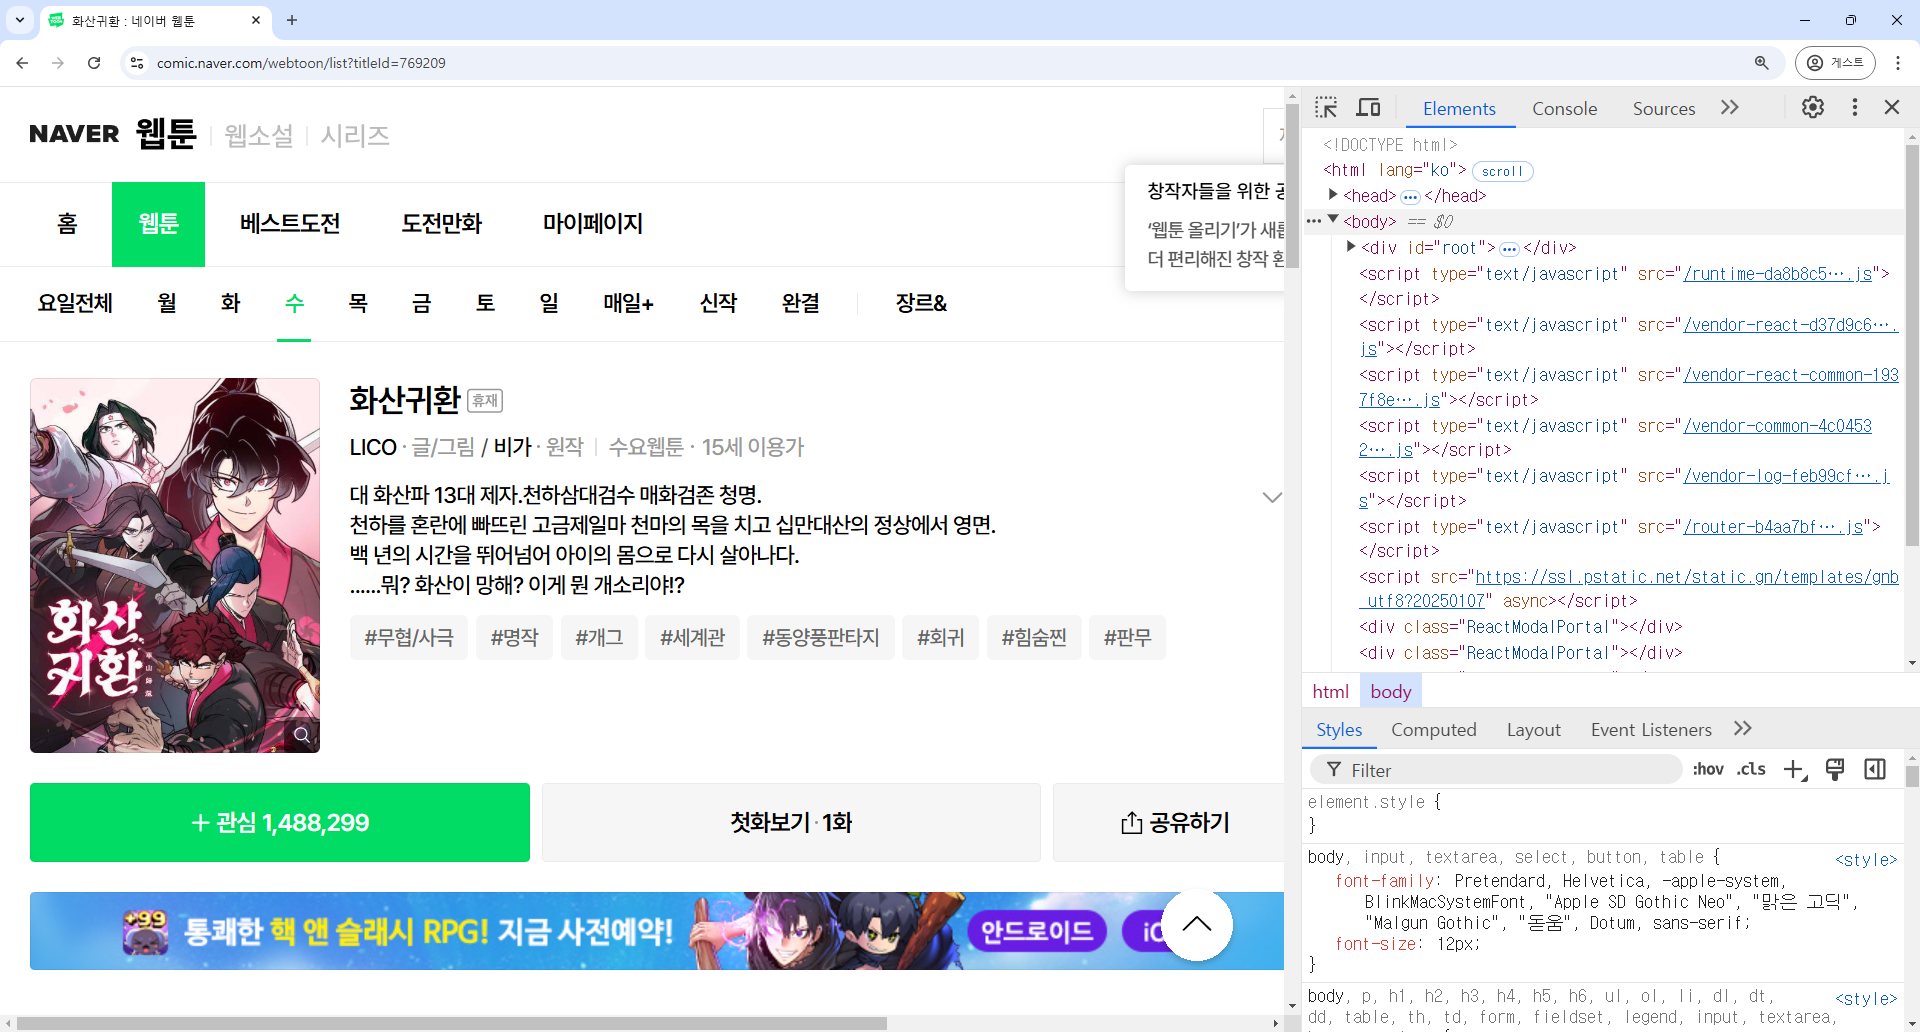 화산귀환 : 네이버 웹툰
comic.naver.com/webtoon/list?titleId=769209
게스트
NAVER 웹툰 웹소설 시리즈
창작자들을 위한
'웹툰 올리기'가
더 편리해진 창작
홈 웹툰 베스트도전 도전만화 마이페이지
요일전체 월 화 수 목 금 토 일 매일+ 신작 완결 장르&
화산귀환 휴재
LICO · 글/그림 / 비가 · 원작 수요웹툰 · 15세 이용가
대 화산파 13대 제자.천하삼대검수 매화검존 청명.
천하를 혼란에 빠뜨린 고금제일마 천마의 목을 치고 십만대산의 정상에서 영면.
백 년의 시간을 뛰어넘어 아이의 몸으로 다시 살아나다.
......뭐? 화산이 망해? 이게 뭔 개소리야!?
#무협/사극 #명작 #개그 #세계관 #동양풍판타지 #회귀 #힘숨찐 #판무
화산
귀환
+ 관심 1,488,299
첫화보기 · 1화
공유하기
+99
통쾌한 핵 앤 슬래시 RPG! 지금 사전예약!
안드로이드
Elements Console Sources
<!DOCTYPE html>
<html lang="ko"> scroll
<head> … </head>
<body> == $0
<div id="root"> … </div>
<script type="text/javascript" src="/runtime-da8b8c5….js">
</script>
<script type="text/javascript" src="/vendor-react-d37d9c6….
js"></script>
<script type="text/javascript" src="/vendor-react-common-193
7f8e….js"></script>
<script type="text/javascript" src="/vendor-common-4c0453
2….js"></script>
<script type="text/javascript" src="/vendor-log-feb99cf….j
s"></script>
<script type="text/javascript" src="/router-b4aa7bf….js">
</script>
<script src="https://ssl.pstatic.net/static.gn/templates/gnb
_utf8?20250107" async></script>
<div class="ReactModalPortal"></div>
<div class="ReactModalPortal"></div>
html body
Styles Computed Layout Event Listeners
Filter
:hov .cls
element.style {
}
body, input, textarea, select, button, table { <style>
font-family: Pretendard, Helvetica, -apple-system,
BlinkMacSystemFont, "Apple SD Gothic Neo", "맑은 고딕",
"Malgun Gothic", "돋움", Dotum, sans-serif;
font-size: 12px;
}
body, p, h1, h2, h3, h4, h5, h6, ul, ol, li, dl, dt, <style>
dd, table, th, td, form, fieldset, legend, input, textarea,